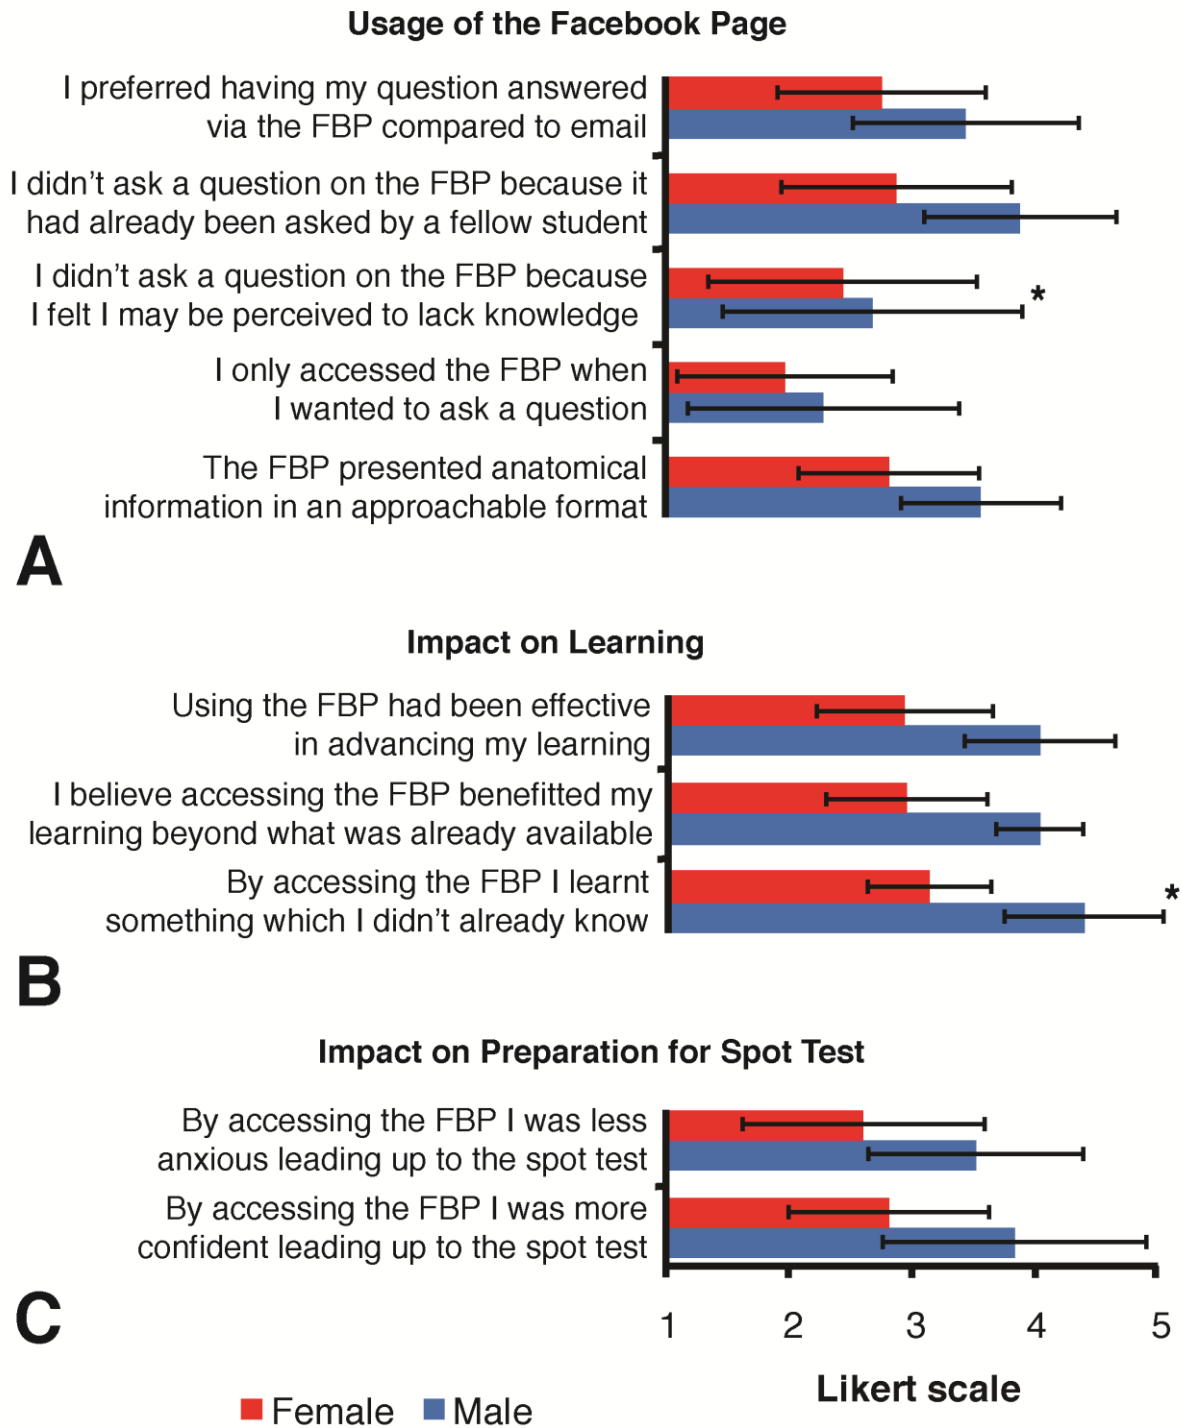 Usage of the Facebook Page
I preferred having my question answered
via the FBP compared to email
I didn't ask a question on the FBP because it
had already been asked by a fellow student
I didn't ask a question on the FBP because
I felt I may be perceived to lack knowledge
*
I only accessed the FBP when
I wanted to ask a question
The FBP presented anatomical
information in an approachable format
A
Impact on Learning
Using the FBP had been effective
in advancing my learning
I believe accessing the FBP benefitted my
learning beyond what was already available
By accessing the FBP I learnt
something which I didn't already know
*
B
Impact on Preparation for Spot Test
By accessing the FBP I was less
anxious leading up to the spot test
By accessing the FBP I was more
confident leading up to the spot test
C
1 2 3 4 5
Likert scale
Female Male